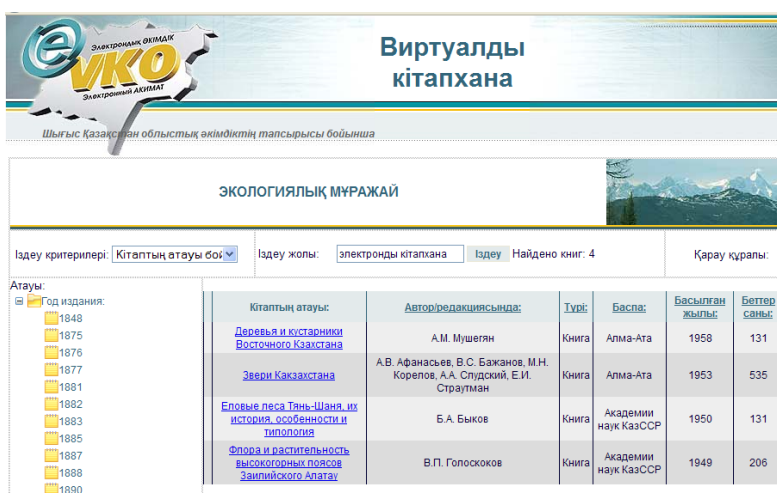 Электрондық әкімдік
е
VKO
Электронный АКИМАТ
Виртуалды
кітапхана
Шығыс Қазақстан облыстық әкімдіктің тапсырысы бойынша
ЭКОЛОГИЯЛЫҚ МҰРАЖАЙ
Іздеу критерилері: Кітаптың атауы бой Іздеу жолы: электронды кітапхана Іздеу Найдено книг: 4 Қарау құралы:
Атауы:
Год издания:
1848
1875
1876
1877
1881
1882
1883
1885
1887
1888
1890
Кітаптың атауы: Автор/редакциясында: Түрі: Баспа: Басылған жылы: Беттер саны:
Деревья и кустарники
Восточного Кзахстана
А.М. Мушегян Книга Алма-Ата 1958 131
Звери Какзахстана
А.В. Афанасьев, В.С. Бажанов, М.Н.
Корелов, А.А. Слудский, Е.И.
Страутман
Книга Алма-Ата 1953 535
Еловые леса Тянь-Шаня, их
история, особенности и
типология
Б.А. Быков Книга Академии
наук КазССР 1950 131
Флора и растительность
высокогорных поясов
Заилийского Алатау
В.П. Голоскоков Книга Академии
наук КазССР 1949 206